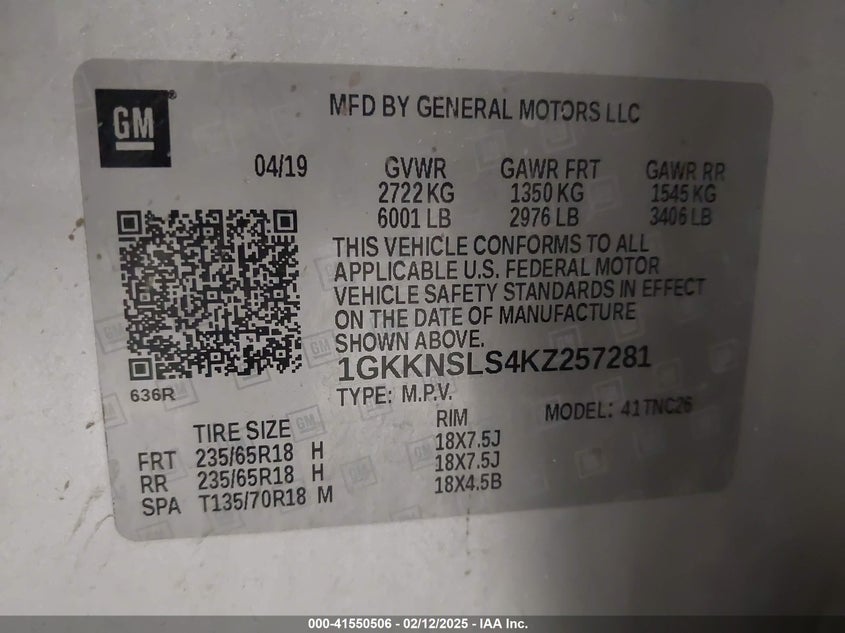 GM
MFD BY GENERAL MOTORS LLC
04/19 GVWR GAWR FRT GAWR RR
2722 KG 1350 KG 1545 KG
6001 LB 2976 LB 3406 LB
THIS VEHICLE CONFORMS TO ALL
APPLICABLE U.S. FEDERAL MOTOR
VEHICLE SAFETY STANDARDS IN EFFECT
ON THE DATE OF MANUFACTURE
SHOWN ABOVE.
1GKKNSLS4KZ257281
636R
TYPE: M.P.V. MODEL: 41TNC26
TIRE SIZE RIM
FRT 235/65R18 H 18X7.5J
RR 235/65R18 H 18X7.5J
SPA T135/70R18 M 18X4.5B
000-41550506 - 02/12/2025 - IAA Inc.